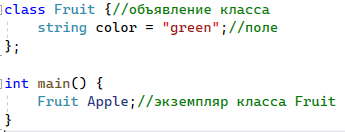 class Fruit {//объявление класса
    string color = "green";//поле
};

int main() {
    Fruit Apple;//экземпляр класса Fruit
}